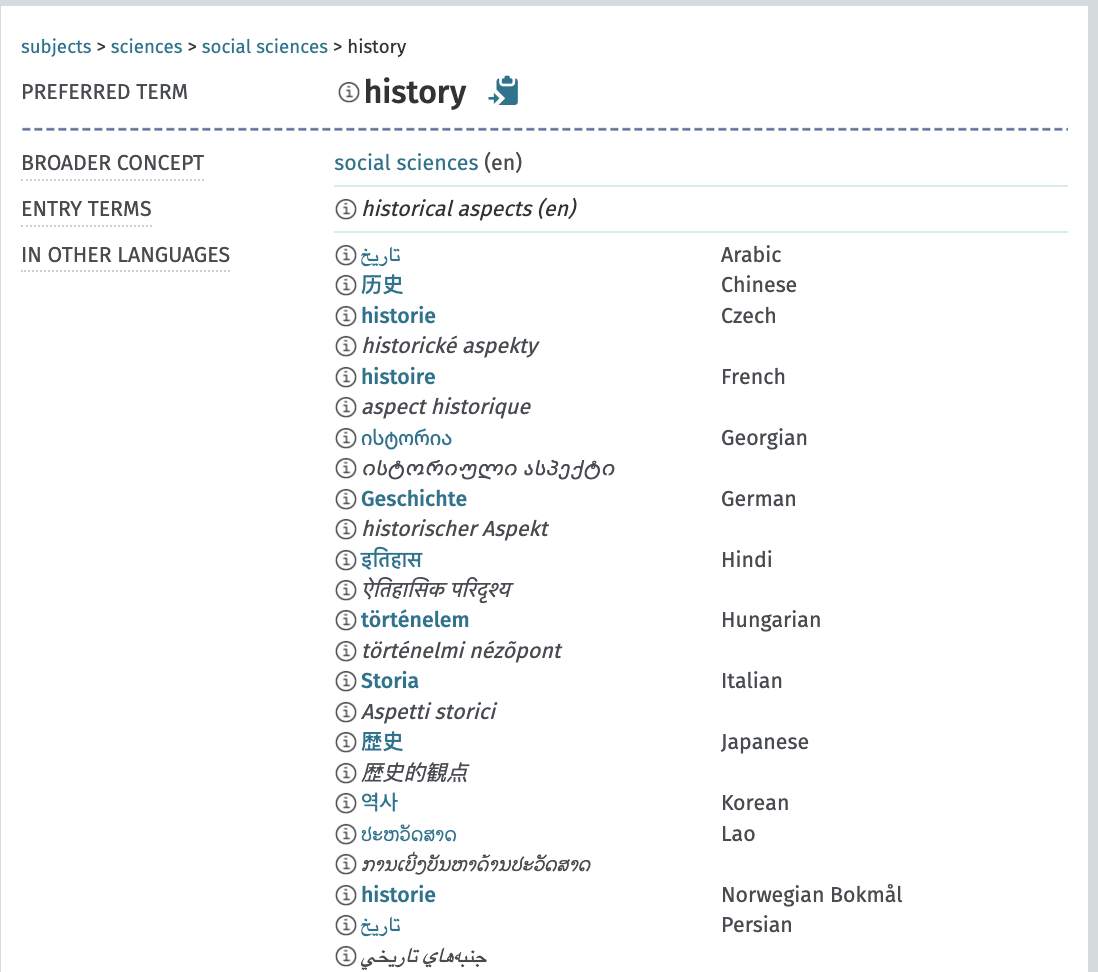 subjects > sciences > social sciences > history
PREFERRED TERM history
BROADER CONCEPT social sciences (en)
ENTRY TERMS historical aspects (en)
IN OTHER LANGUAGES تاريخ Arabic
历史 Chinese
historie Czech
historické aspekty
histoire French
aspect historique
ისტორია Georgian
ისტორიული ასპექტი
Geschichte German
historischer Aspekt
इतिहास Hindi
ऐतिहासिक परिदृश्य
történelem Hungarian
történelmi nézõpont
Storia Italian
Aspetti storici
歴史 Japanese
歴史的観点
역사 Korean
ປະຫວັດສາດ Lao
ການເບິ່ງບັນຫາດ້ານປະວັດສາດ
historie Norwegian Bokmål
تاريخ Persian
جنبه‌هاي تاريخي